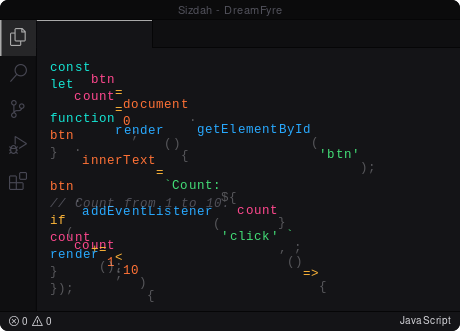 Sizdah - DreamFyre
const btn = document.getElementById('btn');
let count = 0;
function render() {
btn.innerText = `Count: ${count}`;
}
btn.addEventListener('click', () => {
// Count from 1 to 10.
if (count < 10) {
count += 1;
render();
}
});
0 0 JavaScript